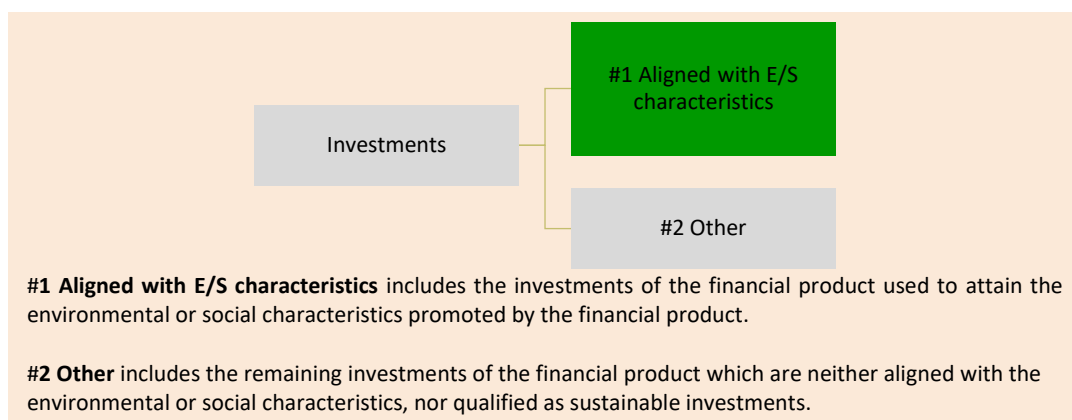 #1 Aligned with E/S
characteristics
Investments
#2 Other
#1 Aligned with E/S characteristics includes the investments of the financial product used to attain the
environmental or social characteristics promoted by the financial product.
#2 Other includes the remaining investments of the financial product which are neither aligned with the
environmental or social characteristics, nor qualified as sustainable investments.